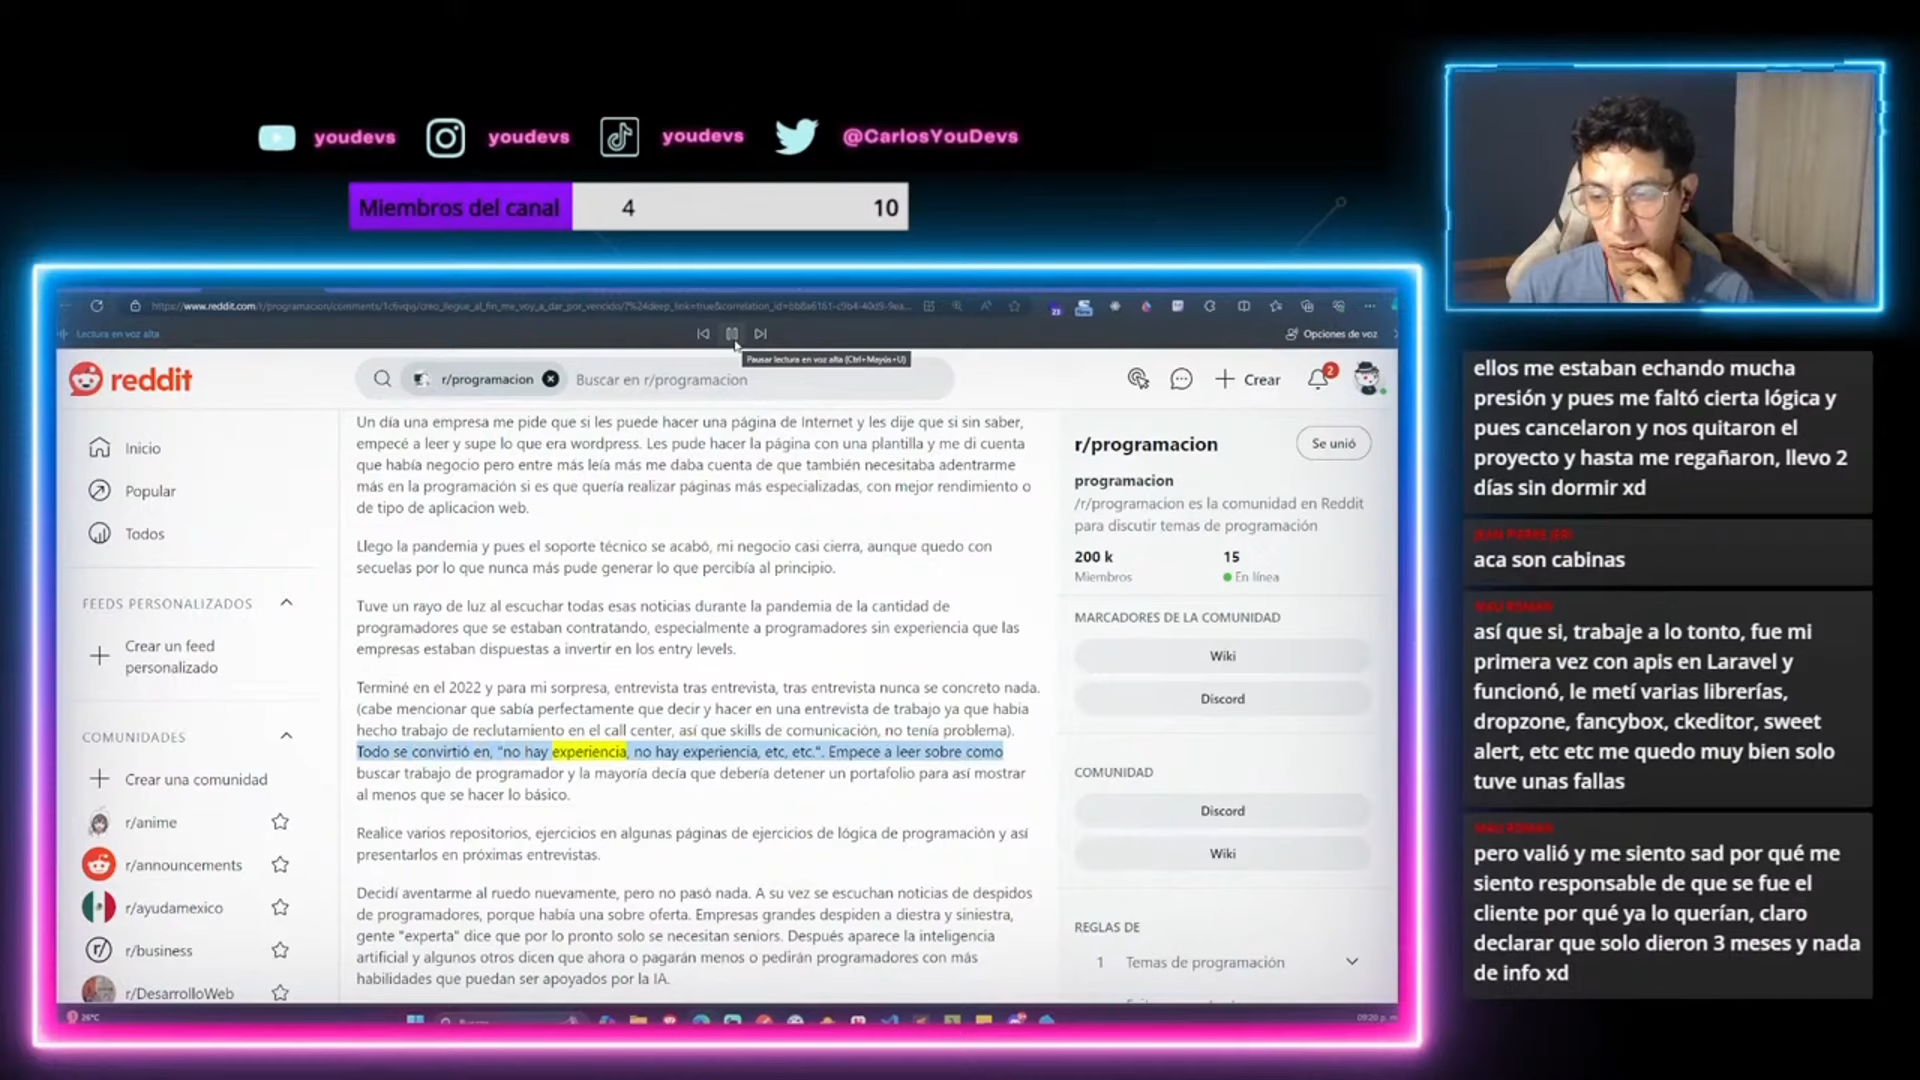 youdevs
youdevs
youdevs
@CarlosYouDevs
Miembros del canal 4 10
Lectura en voz alta
Opciones de voz
Pausar lectura en voz alta (Ctrl+Mayús+U)
reddit
r/programacion
Buscar en r/programacion
Crear
2
Inicio
Popular
Todos
FEEDS PERSONALIZADOS
Crear un feed
personalizado
COMUNIDADES
Crear una comunidad
r/anime
r/announcements
r/ayudamexico
r/business
r/DesarrolloWeb
Un día una empresa me pide que si les puede hacer una página de Internet y les dije que si sin saber,
empecé a leer y supe lo que era wordpress. Les pude hacer la página con una plantilla y me di cuenta
que había negocio pero entre más leía más me daba cuenta de que también necesitaba adentrarme
más en la programación si es que quería realizar páginas más especializadas, con mejor rendimiento o
de tipo de aplicacion web.
Llego la pandemia y pues el soporte técnico se acabó, mi negocio casi cierra, aunque quedo con
secuelas por lo que nunca más pude generar lo que percibía al principio.
Tuve un rayo de luz al escuchar todas esas noticias durante la pandemia de la cantidad de
programadores que se estaban contratando, especialmente a programadores sin experiencia que las
empresas estaban dispuestas a invertir en los entry levels.
Terminé en el 2022 y para mi sorpresa, entrevista tras entrevista, tras entrevista nunca se concreto nada.
(cabe mencionar que sabía perfectamente que decir y hacer en una entrevista de trabajo ya que había
hecho trabajo de reclutamiento en el call center, así que skills de comunicación, no tenía problema).
Todo se convirtió en, "no hay experiencia, no hay experiencia, etc, etc.". Empece a leer sobre como
buscar trabajo de programador y la mayoría decía que debería detener un portafolio para así mostrar
al menos que se hacer lo básico.
Realice varios repositorios, ejercicios en algunas páginas de ejercicios de lógica de programación y así
presentarlos en próximas entrevistas.
Decidí aventarme al ruedo nuevamente, pero no pasó nada. A su vez se escuchan noticias de despidos
de programadores, porque había una sobre oferta. Empresas grandes despiden a diestra y siniestra,
gente "experta" dice que por lo pronto solo se necesitan seniors. Después aparece la inteligencia
artificial y algunos otros dicen que ahora o pagarán menos o pedirán programadores con más
habilidades que puedan ser apoyados por la IA.
r/programacion
Se unió
programacion
/r/programacion es la comunidad en Reddit
para discutir temas de programación
200 k 15
Miembros En línea
MARCADORES DE LA COMUNIDAD
Wiki
Discord
COMUNIDAD
Discord
Wiki
REGLAS DE
1 Temas de programación
26°C
ellos me estaban echando mucha
presión y pues me faltó cierta lógica y
pues cancelaron y nos quitaron el
proyecto y hasta me regañaron, llevo 2
días sin dormir xd
aca son cabinas
así que si, trabaje a lo tonto, fue mi
primera vez con apis en Laravel y
funcionó, le metí varias librerías,
dropzone, fancybox, ckeditor, sweet
alert, etc etc me quedo muy bien solo
tuve unas fallas
pero valió y me siento sad por qué me
siento responsable de que se fue el
cliente por qué ya lo querían, claro
declarar que solo dieron 3 meses y nada
de info xd